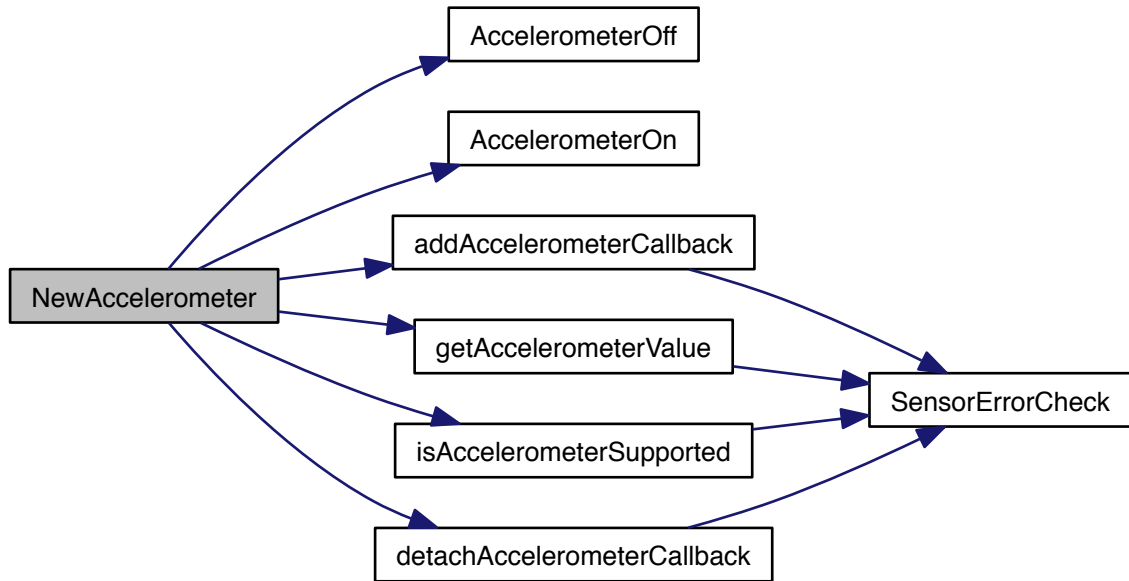 AccelerometerOff
AccelerometerOn
addAccelerometerCallback
NewAccelerometer
getAccelerometerValue
SensorErrorCheck
isAccelerometerSupported
detachAccelerometerCallback